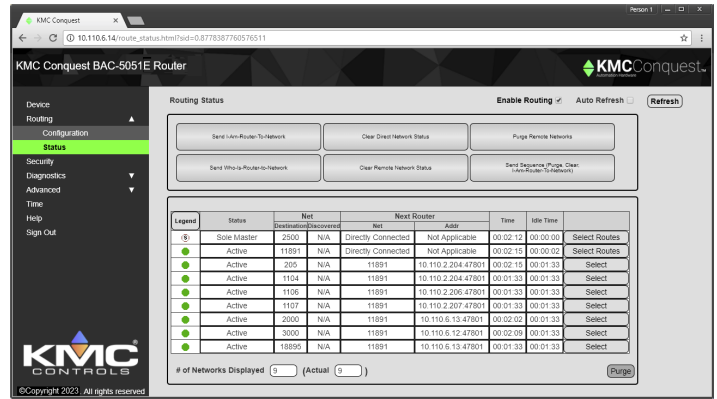 Person 1
KMC Conquest
10.110.6.14/route_status.html?sid=0.8778387760576511
KMC Conquest BAC-5051E Router
KMC Conquest™
Automation Hardware
Device
Routing
Configuration
Status
Security
Diagnostics
Advanced
Time
Help
Sign Out
KMC®
CONTROLS
©Copyright 2023 All rights reserved
Routing Status Enable Routing Auto Refresh Refresh
Send I-Am-Router-To-Network Clear Direct Network Status Purge Remote Networks
Send Who-Is-Router-to-Network Clear Remote Network Status Send Sequence (Purge, Clear,
I-Am-Router-To-Network)
Legend Status Net Next Router Time Idle Time
Destination Discovered Net Addr
S Sole Master 2500 N/A Directly Connected Not Applicable 00:02:12 00:00:00 Select Routes
Active 11891 N/A Directly Connected Not Applicable 00:02:15 00:00:02 Select Routes
Active 205 N/A 11891 10.110.2.204:47801 00:02:15 00:01:33 Select
Active 1104 N/A 11891 10.110.2.204:47801 00:01:33 00:01:33 Select
Active 1106 N/A 11891 10.110.2.206:47801 00:01:33 00:01:33 Select
Active 1107 N/A 11891 10.110.2.207:47801 00:01:33 00:01:33 Select
Active 2000 N/A 11891 10.110.6.13:47801 00:02:02 00:01:33 Select
Active 3000 N/A 11891 10.110.6.12:47801 00:02:09 00:01:33 Select
Active 18895 N/A 11891 10.110.6.13:47801 00:01:33 00:01:33 Select
# of Networks Displayed 9 (Actual 9 ) Purge